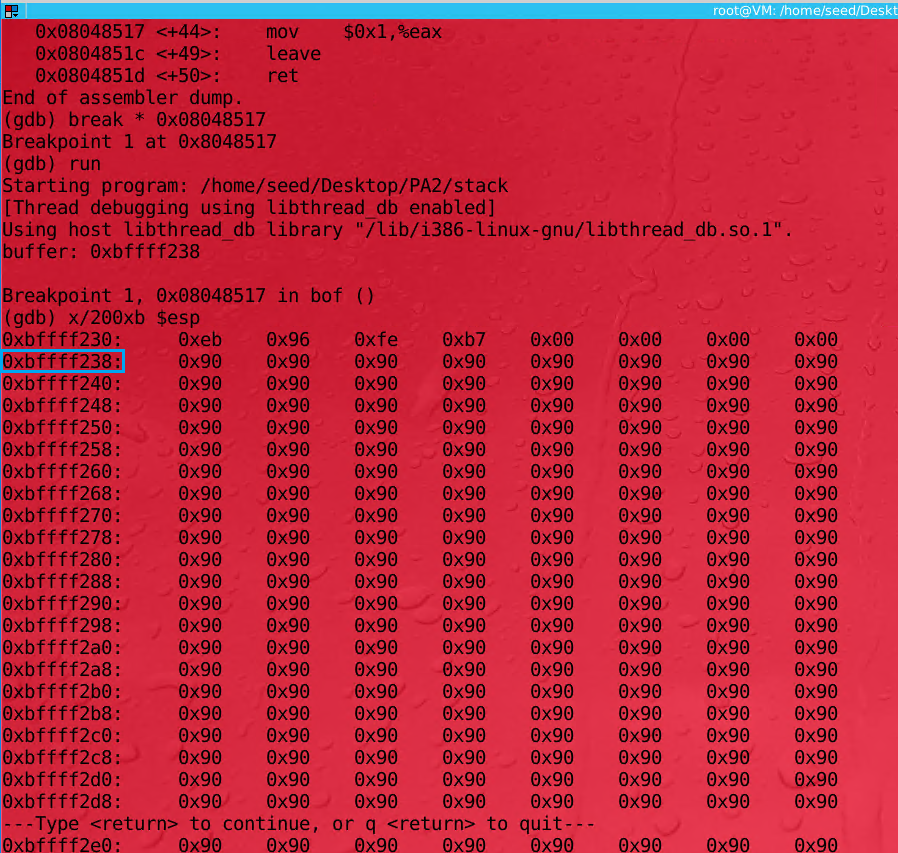 root@VM: /home/seed/Deskt
0x08048517 <+44>: mov $0x1,%eax
0x0804851c <+49>: leave
0x0804851d <+50>: ret
End of assembler dump.
(gdb) break * 0x08048517
Breakpoint 1 at 0x8048517
(gdb) run
Starting program: /home/seed/Desktop/PA2/stack
[Thread debugging using libthread_db enabled]
Using host libthread_db library "/lib/i386-linux-gnu/libthread_db.so.1".
buffer: 0xbffff238
Breakpoint 1, 0x08048517 in bof ()
(gdb) x/200xb $esp
0xbffff230: 0xeb 0x96 0xfe 0xb7 0x00 0x00 0x00 0x00
0xbffff238: 0x90 0x90 0x90 0x90 0x90 0x90 0x90 0x90
0xbffff240: 0x90 0x90 0x90 0x90 0x90 0x90 0x90 0x90
0xbffff248: 0x90 0x90 0x90 0x90 0x90 0x90 0x90 0x90
0xbffff250: 0x90 0x90 0x90 0x90 0x90 0x90 0x90 0x90
0xbffff258: 0x90 0x90 0x90 0x90 0x90 0x90 0x90 0x90
0xbffff260: 0x90 0x90 0x90 0x90 0x90 0x90 0x90 0x90
0xbffff268: 0x90 0x90 0x90 0x90 0x90 0x90 0x90 0x90
0xbffff270: 0x90 0x90 0x90 0x90 0x90 0x90 0x90 0x90
0xbffff278: 0x90 0x90 0x90 0x90 0x90 0x90 0x90 0x90
0xbffff280: 0x90 0x90 0x90 0x90 0x90 0x90 0x90 0x90
0xbffff288: 0x90 0x90 0x90 0x90 0x90 0x90 0x90 0x90
0xbffff290: 0x90 0x90 0x90 0x90 0x90 0x90 0x90 0x90
0xbffff298: 0x90 0x90 0x90 0x90 0x90 0x90 0x90 0x90
0xbffff2a0: 0x90 0x90 0x90 0x90 0x90 0x90 0x90 0x90
0xbffff2a8: 0x90 0x90 0x90 0x90 0x90 0x90 0x90 0x90
0xbffff2b0: 0x90 0x90 0x90 0x90 0x90 0x90 0x90 0x90
0xbffff2b8: 0x90 0x90 0x90 0x90 0x90 0x90 0x90 0x90
0xbffff2c0: 0x90 0x90 0x90 0x90 0x90 0x90 0x90 0x90
0xbffff2c8: 0x90 0x90 0x90 0x90 0x90 0x90 0x90 0x90
0xbffff2d0: 0x90 0x90 0x90 0x90 0x90 0x90 0x90 0x90
0xbffff2d8: 0x90 0x90 0x90 0x90 0x90 0x90 0x90 0x90
---Type <return> to continue, or q <return> to quit---
0xbffff2e0: 0x90 0x90 0x90 0x90 0x90 0x90 0x90 0x90